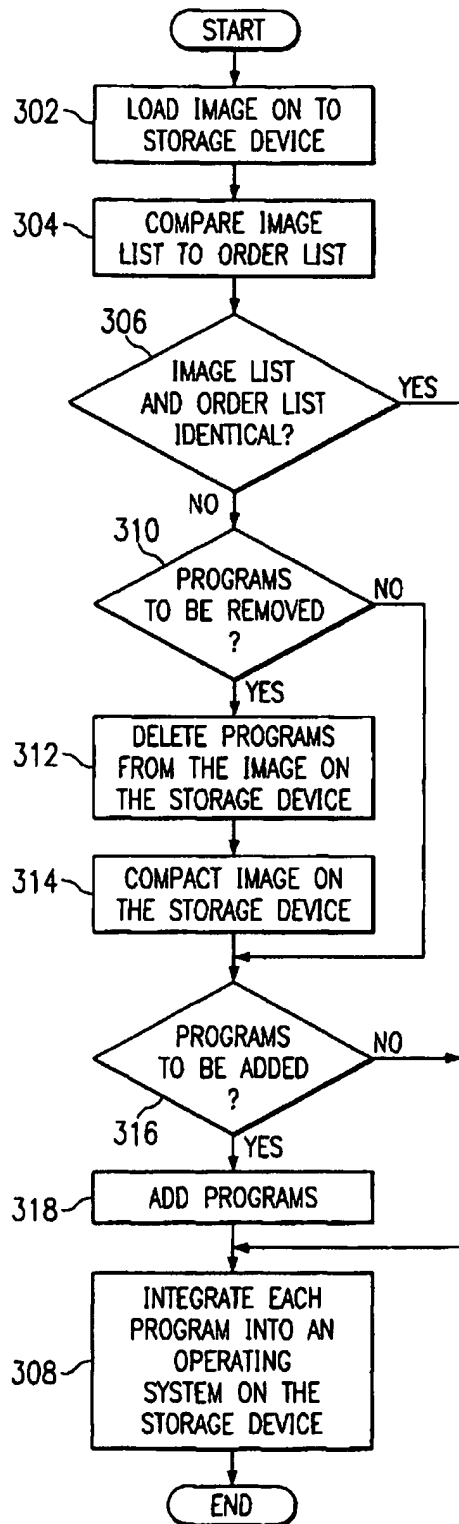 START
302
LOAD IMAGE ON TO
STORAGE DEVICE
304
COMPARE IMAGE
LIST TO ORDER LIST
306
IMAGE LIST
AND ORDER LIST
IDENTICAL?
YES
NO
310
PROGRAMS
TO BE REMOVED
?
NO
YES
312
DELETE PROGRAMS
FROM THE IMAGE ON
THE STORAGE DEVICE
314
COMPACT IMAGE ON
THE STORAGE DEVICE
PROGRAMS
TO BE ADDED
?
NO
316
YES
318
ADD PROGRAMS
308
INTEGRATE EACH
PROGRAM INTO AN
OPERATING
SYSTEM ON THE
STORAGE DEVICE
END